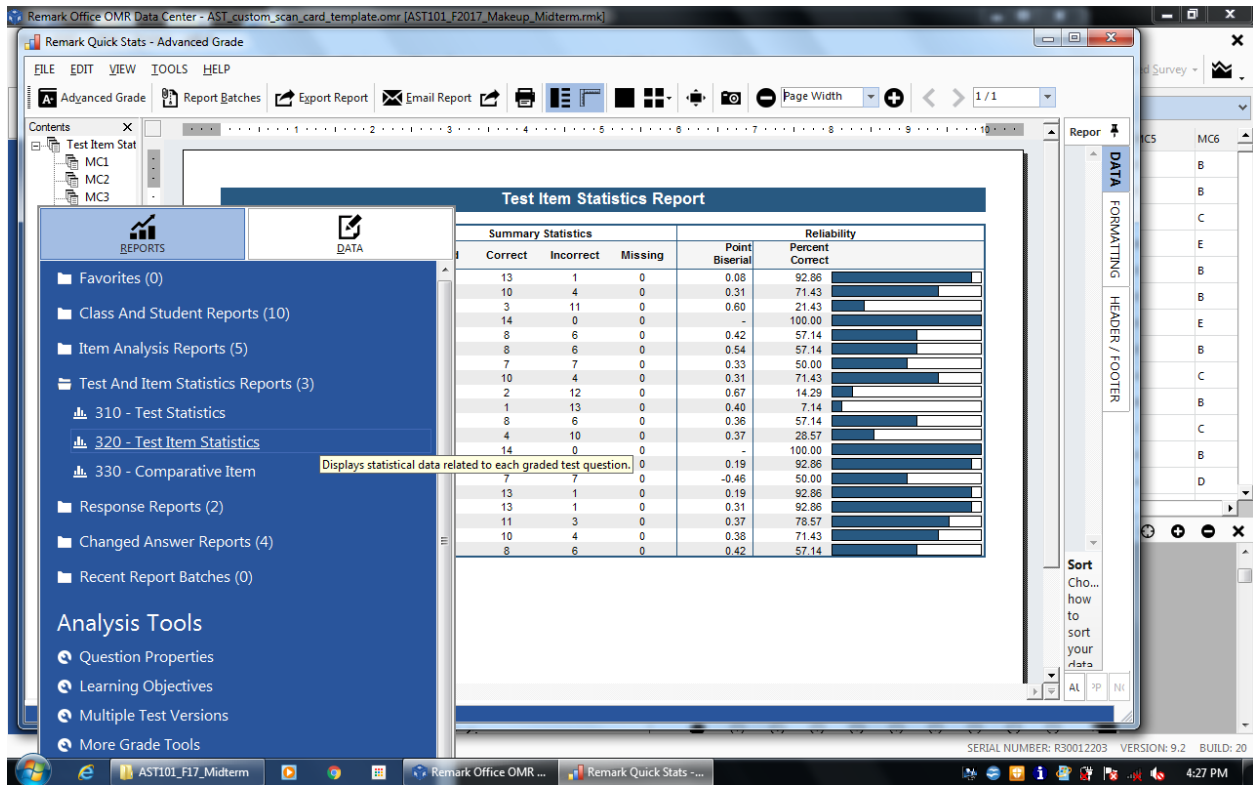 Remark Office OMR Data Center - AST_custom_scan_card_template.omr [AST101_F2017_Makeup_Midterm.rmk]
Remark Quick Stats - Advanced Grade
FILE EDIT VIEW TOOLS HELP
Advanced Grade Report Batches Export Report Email Report Page Width 1 / 1
Survey
Contents
Test Item Stat
MC1
MC2
MC3
1 2 3 4 5 6 7 8 9 10
Repor
DATA
FORMATTING
HEADER / FOOTER
MC6
B
B
C
E
B
B
E
B
C
B
C
B
D
REPORTS DATA
Favorites (0)
Class And Student Reports (10)
Item Analysis Reports (5)
Test And Item Statistics Reports (3)
310 - Test Statistics
320 - Test Item Statistics
330 - Comparative Item
Displays statistical data related to each graded test question.
Response Reports (2)
Changed Answer Reports (4)
Recent Report Batches (0)
Analysis Tools
Question Properties
Learning Objectives
Multiple Test Versions
More Grade Tools
Test Item Statistics Report
Summary Statistics Reliability
Correct Incorrect Missing Point Biserial Percent Correct
13 1 0 0.08 92.86
10 4 0 0.31 71.43
3 11 0 0.60 21.43
14 0 0 - 100.00
8 6 0 0.42 57.14
8 6 0 0.54 57.14
7 7 0 0.33 50.00
10 4 0 0.31 71.43
2 12 0 0.67 14.29
1 13 0 0.40 7.14
8 6 0 0.36 57.14
4 10 0 0.37 28.57
14 0 0 - 100.00
0 0.19 92.86
7 7 0 -0.46 50.00
13 1 0 0.19 92.86
13 1 0 0.31 92.86
11 3 0 0.37 78.57
10 4 0 0.38 71.43
8 6 0 0.42 57.14
Sort
Cho...
how
to
sort
your
data
SERIAL NUMBER: R30012203 VERSION: 9.2 BUILD: 20
AST101_F17_Midterm Remark Office OMR ... Remark Quick Stats -... 4:27 PM